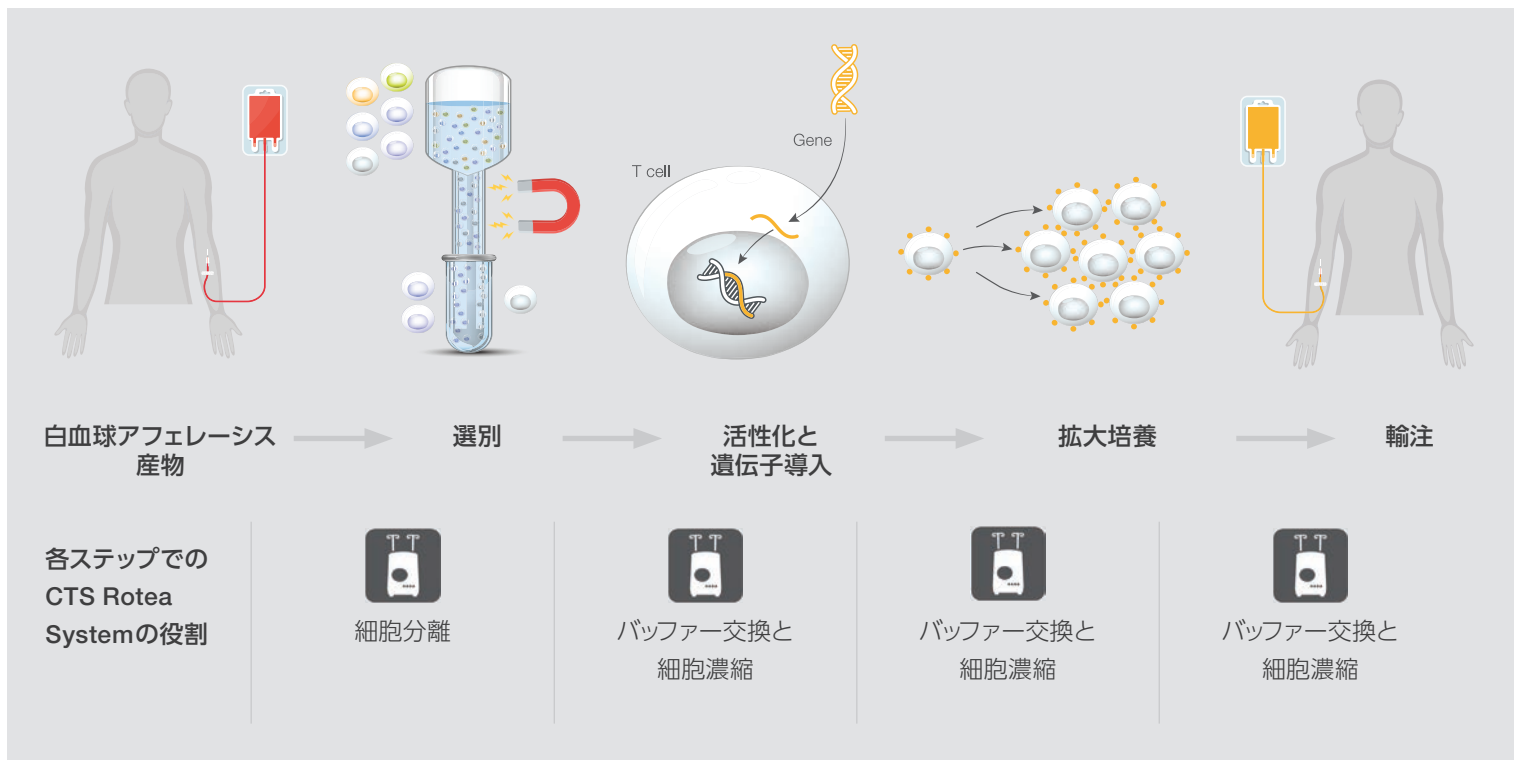 Gene
T cell
白血球アフェレーシス
産物
選別
活性化と
遺伝子導入
拡大培養
輸注
各ステップでの
CTS Rotea
Systemの役割
細胞分離
バッファー交換と
細胞濃縮
バッファー交換と
細胞濃縮
バッファー交換と
細胞濃縮